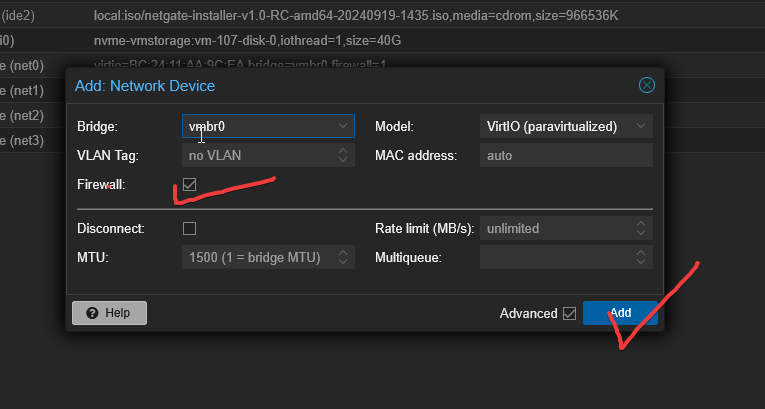 (ide2) local:iso/netgate-installer-v1.0-RC-amd64-20240919-1435.iso,media=cdrom,size=966536K
i0) nvme-vmstorage:vm-107-disk-0,iothread=1,size=40G
e (net0) virtio=BC:24:11:AA:9C:EA,bridge=vmbr0,firewall=1
e (net1)
e (net2)
e (net3)
Add: Network Device
Bridge: vmbr0 Model: VirtIO (paravirtualized)
VLAN Tag: no VLAN MAC address: auto
Firewall:
Disconnect: Rate limit (MB/s): unlimited
MTU: 1500 (1 = bridge MTU) Multiqueue:
? Help Advanced Add